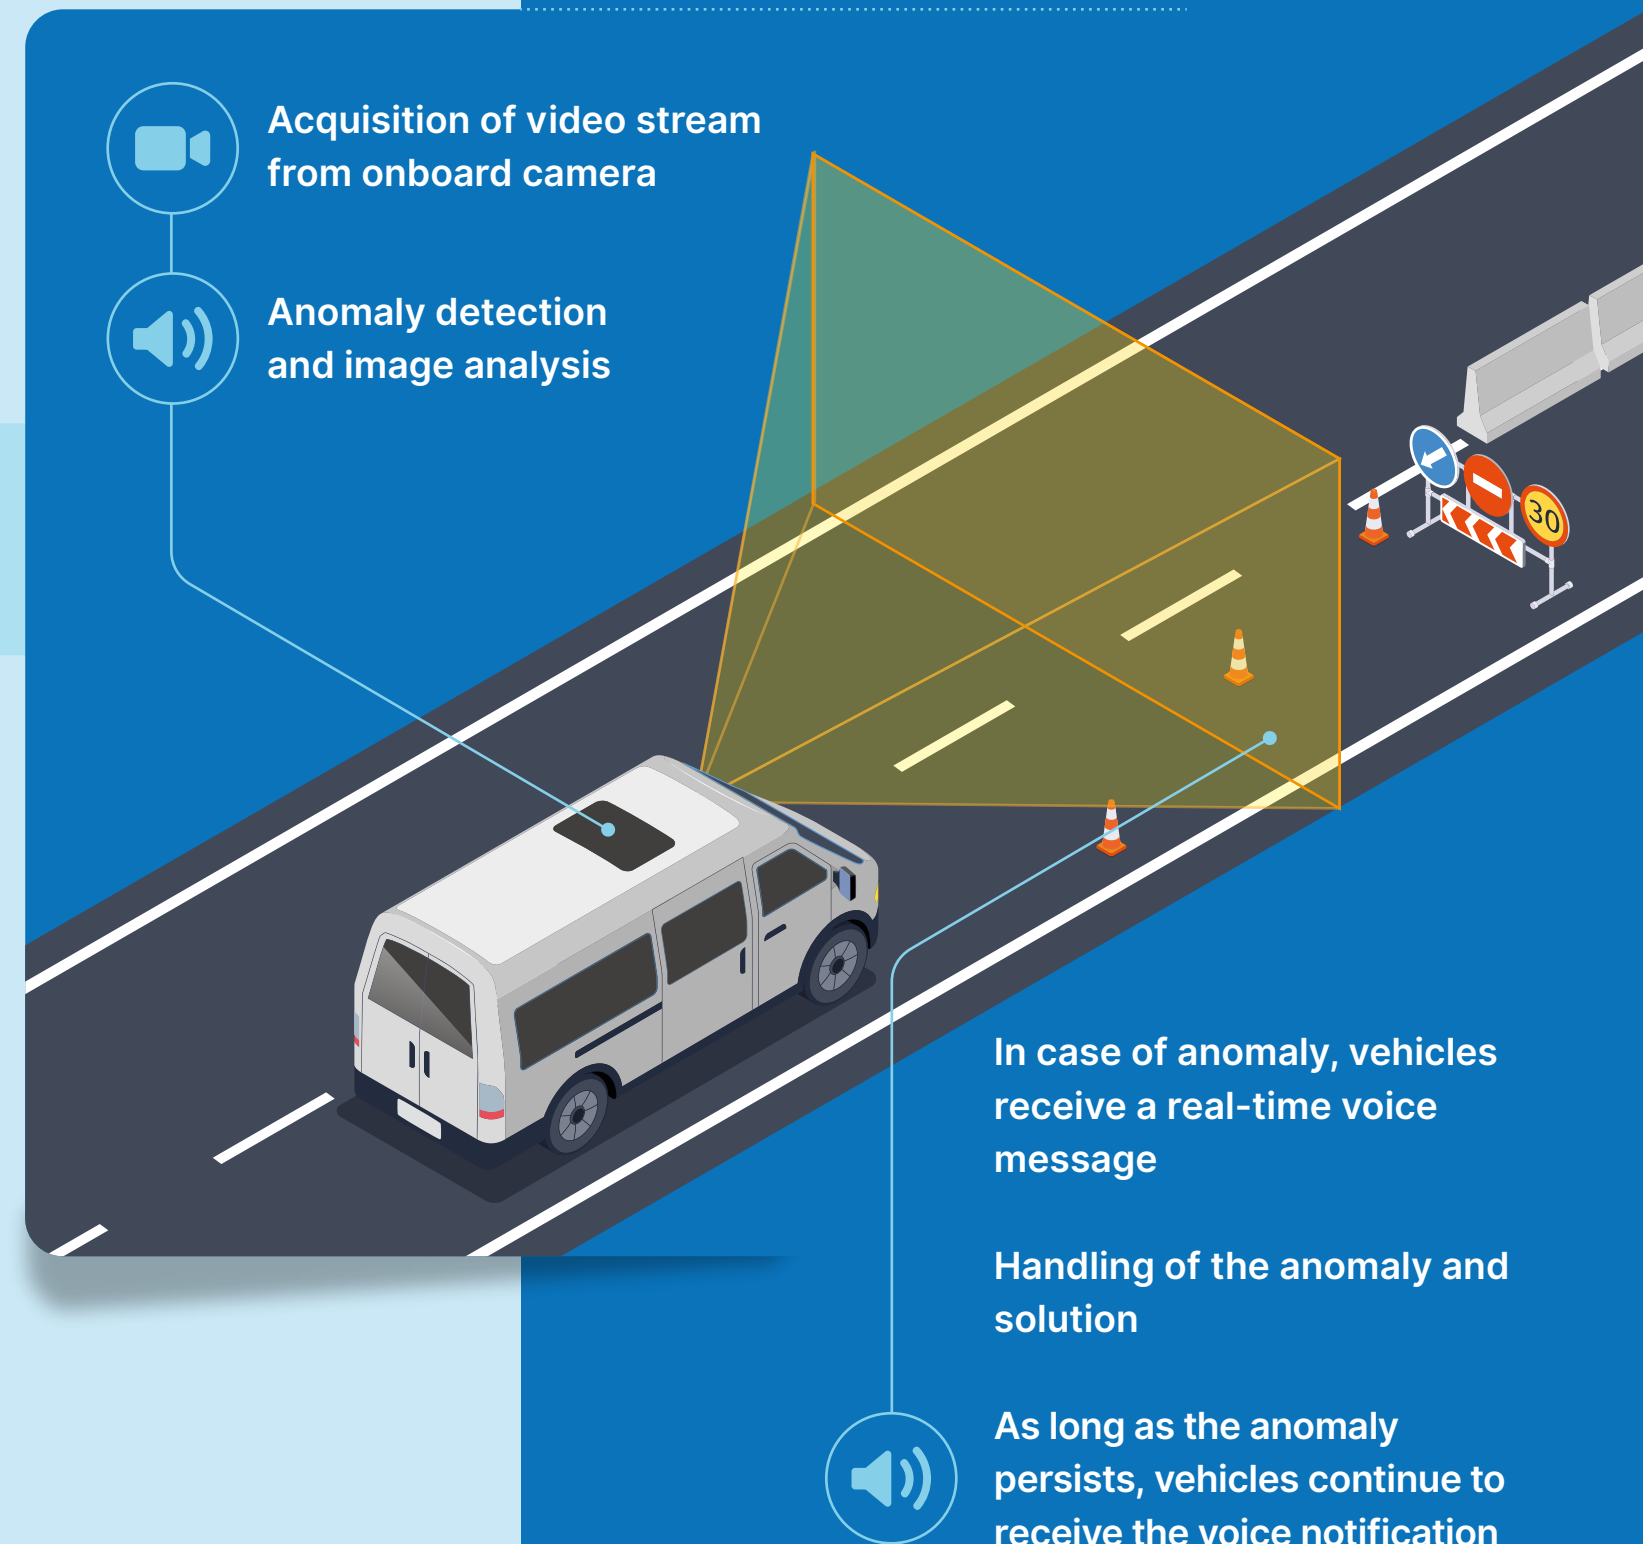 Acquisition of video stream
from onboard camera
Anomaly detection
and image analysis
30
In case of anomaly, vehicles
receive a real-time voice
message
Handling of the anomaly and
solution
As long as the anomaly
persists, vehicles continue to
receive the voice notification